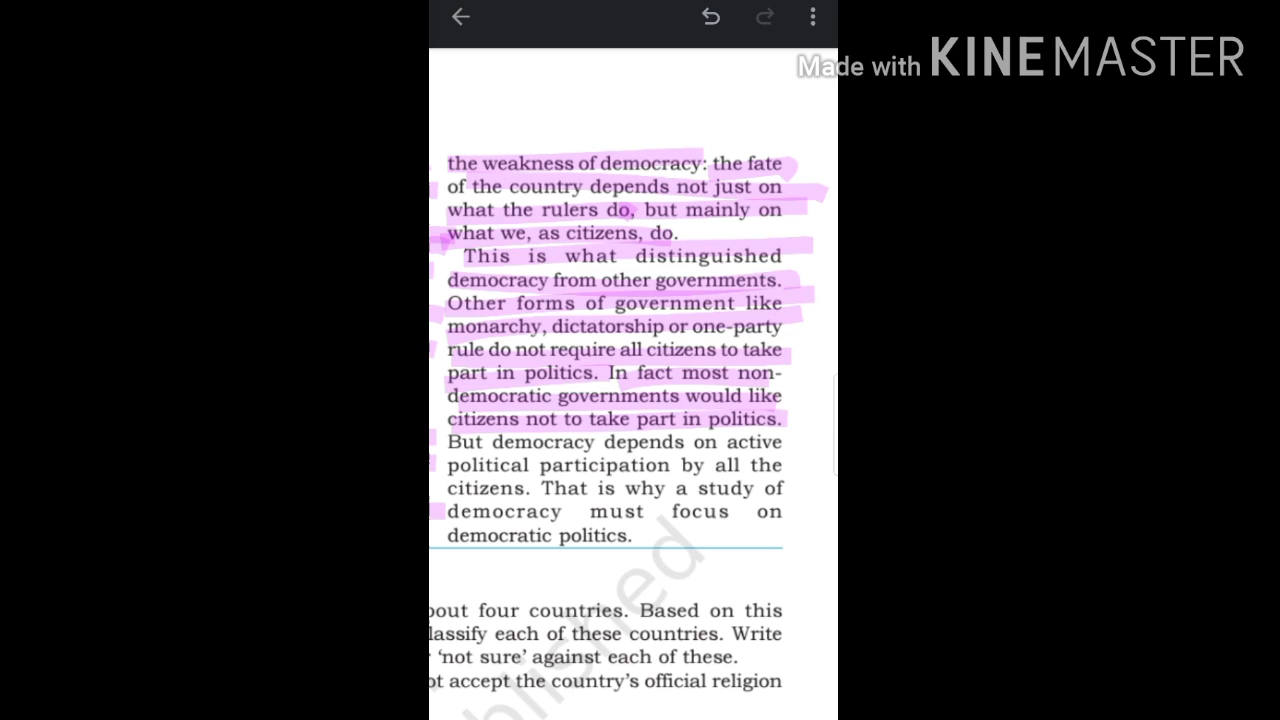 Made with KINEMASTER
the weakness of democracy: the fate
of the country depends not just on
what the rulers do, but mainly on
what we, as citizens, do.
This is what distinguished
democracy from other governments.
Other forms of government like
monarchy, dictatorship or one-party
rule do not require all citizens to take
part in politics. In fact most non-
democratic governments would like
citizens not to take part in politics.
But democracy depends on active
political participation by all the
citizens. That is why a study of
democracy must focus on
democratic politics.
four countries. Based on this
each of these countries. Write
‘not sure’ against each of these.
accept the country’s official religion